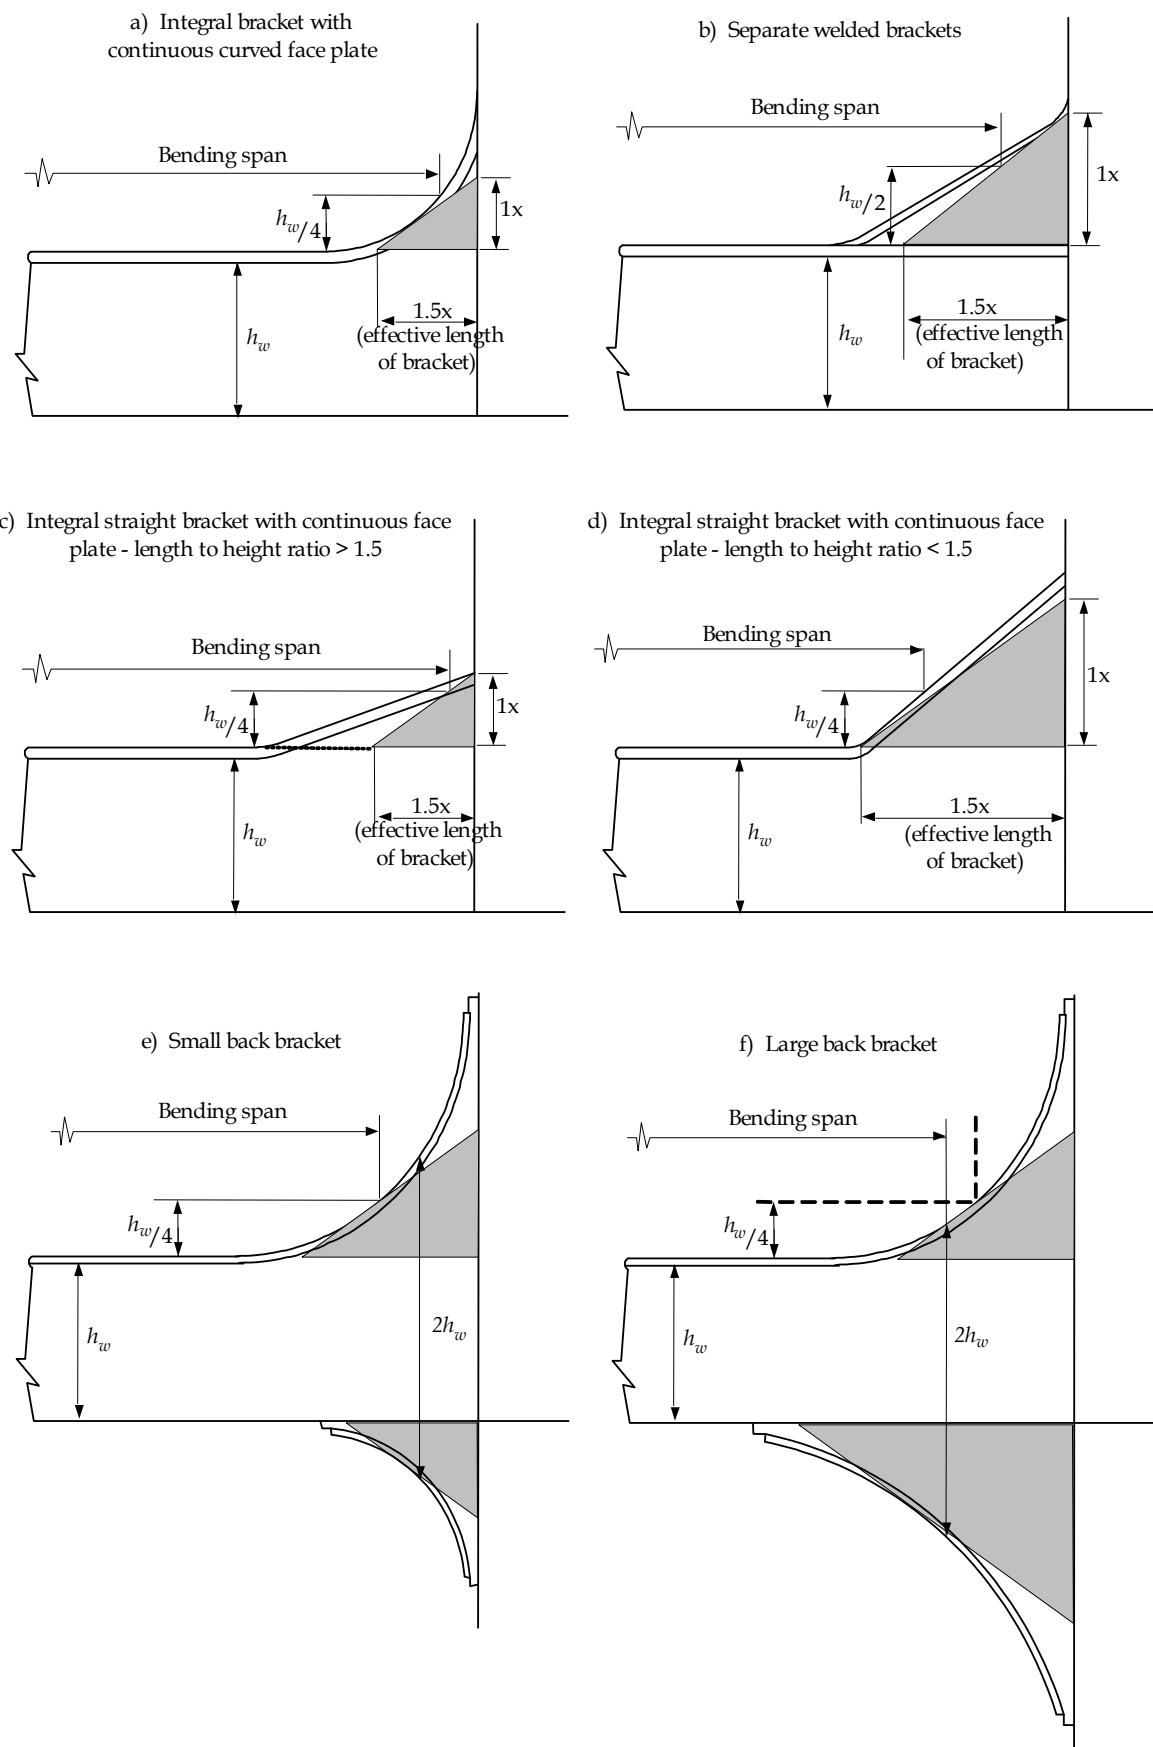 a) Integral bracket with
continuous curved face plate
Bending span
h_w/4
1x
1.5x
(effective length
of bracket)
h_w
b) Separate welded brackets
Bending span
h_w/2
1x
1.5x
(effective length
of bracket)
h_w
c) Integral straight bracket with continuous face
plate - length to height ratio > 1.5
Bending span
h_w/4
1x
1.5x
(effective length
of bracket)
h_w
d) Integral straight bracket with continuous face
plate - length to height ratio < 1.5
Bending span
h_w/4
1x
1.5x
(effective length
of bracket)
h_w
e) Small back bracket
Bending span
h_w/4
2h_w
h_w
f) Large back bracket
Bending span
h_w/4
2h_w
h_w